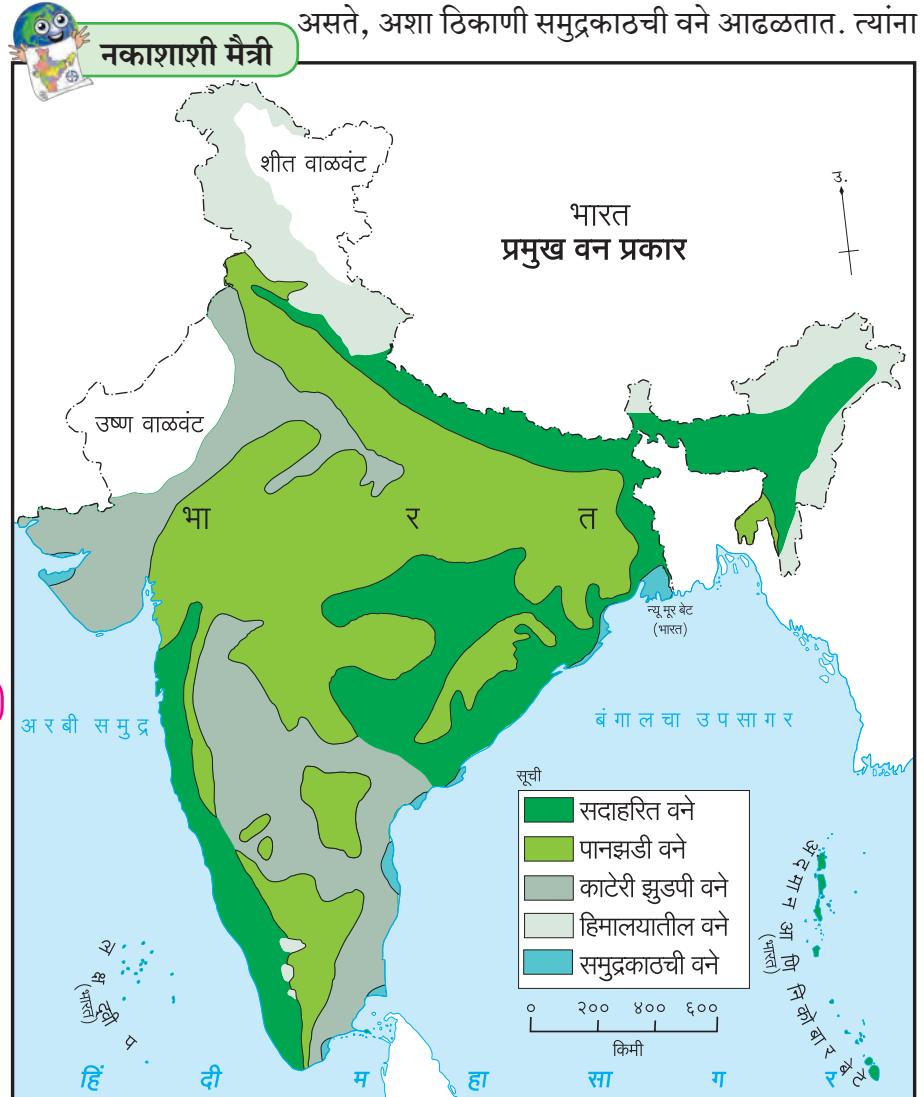 असते, अशा ठिकाणी समुद्रकाठची वने आढळतात. त्यांना
नकाशाशी मैत्री
शीत वाळवंट
उ.
भारत
प्रमुख वन प्रकार
उष्ण वाळवंट
भारत
न्यू मूर बेट
(भारत)
अरबी समुद्र
बंगालचा उपसागर
सूची
सदाहरित वने
पानझडी वने
काटेरी झुडपी वने
हिमालयातील वने
समुद्रकाठची वने
० २०० ४०० ६००
किमी
अंदमान आणि निकोबार बेटे
(भारत)
लक्षद्वीप
(भारत)
हिंदी महासागर